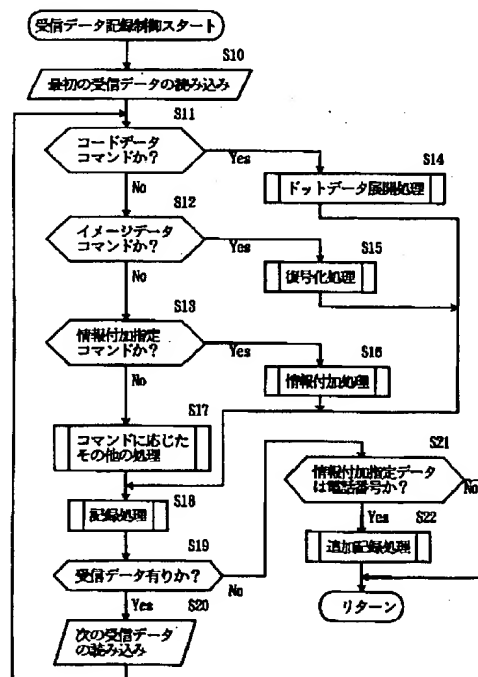 受信データ記録制御スタート
S10
最初の受信データの読み込み
S11
コードデータ
コマンドか？
Yes
No
S14
ドットデータ展開処理
S12
イメージデータ
コマンドか？
Yes
No
S15
復号化処理
S13
情報付加指定
コマンドか？
Yes
No
S16
情報付加処理
S17
コマンドに応じた
その他の処理
S18
記録処理
S19
受信データ有りか？
No
Yes
S20
次の受信データ
の読み込み
S21
情報付加指定データ
は電話番号か？
No
Yes
S22
追加記録処理
リターン